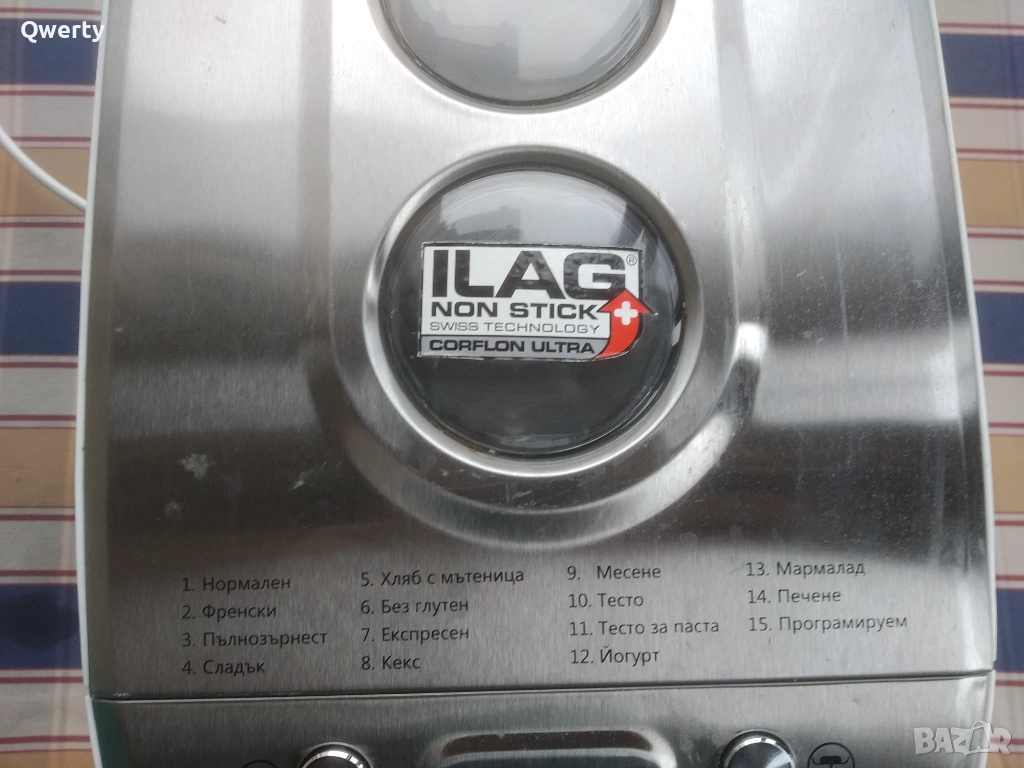 Qwerty
ILAG®
NON STICK
SWISS TECHNOLOGY
CORFLON ULTRA
1. Нормален
2. Френски
3. Пълнозърнест
4. Сладък
5. Хляб с мътеница
6. Без глутен
7. Експресен
8. Кекс
9. Месене
10. Тесто
11. Тесто за паста
12. Йогурт
13. Мармалад
14. Печене
15. Програмируем
BAZAR